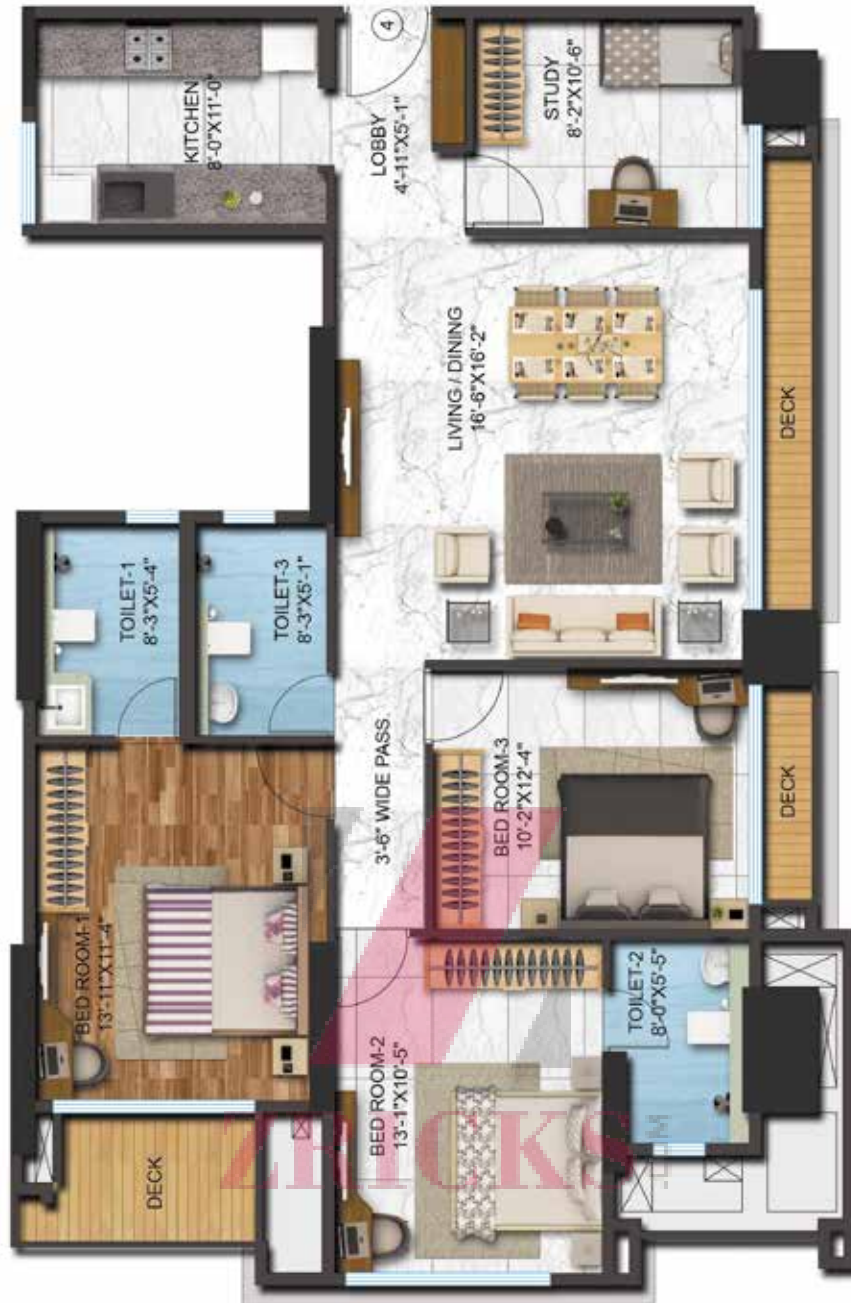 KITCHEN
8'-0"X11'-0"
4
LOBBY
4'-11"X5'-1"
STUDY
8'-2"X10'-6"
LIVING / DINING
16'-6"X16'-2"
DECK
TOILET-1
8'-3"X5'-4"
TOILET-3
8'-3"X5'-1"
3'-6" WIDE PASS.
BED ROOM-3
10'-2"X12'-4"
DECK
BED ROOM-1
13'-11"X11'-4"
DECK
BED ROOM-2
13'-1"X10'-5"
TOILET-2
8'-0"X5'-5"
ZRICKS
.COM